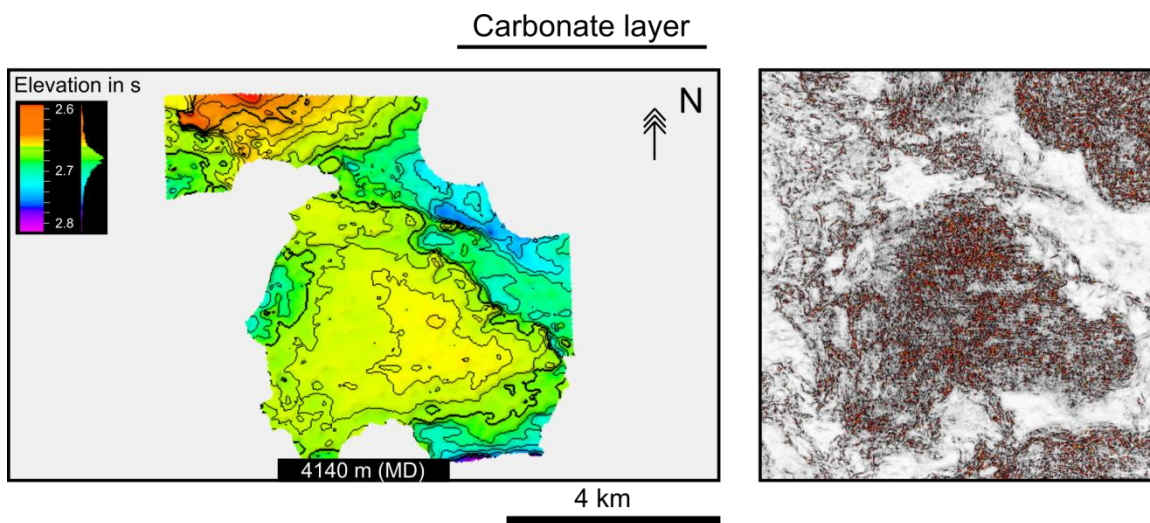 Carbonate layer
Elevation in s
2.6
2.7
2.8
N
4140 m (MD)
4 km